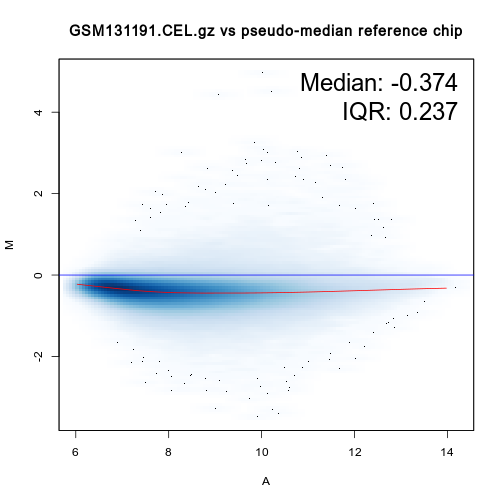 GSM131191.CEL.gz vs pseudo-median reference chip
Median: -0.374
IQR: 0.237
4
2
0
-2
M
6 8 10 12 14
A